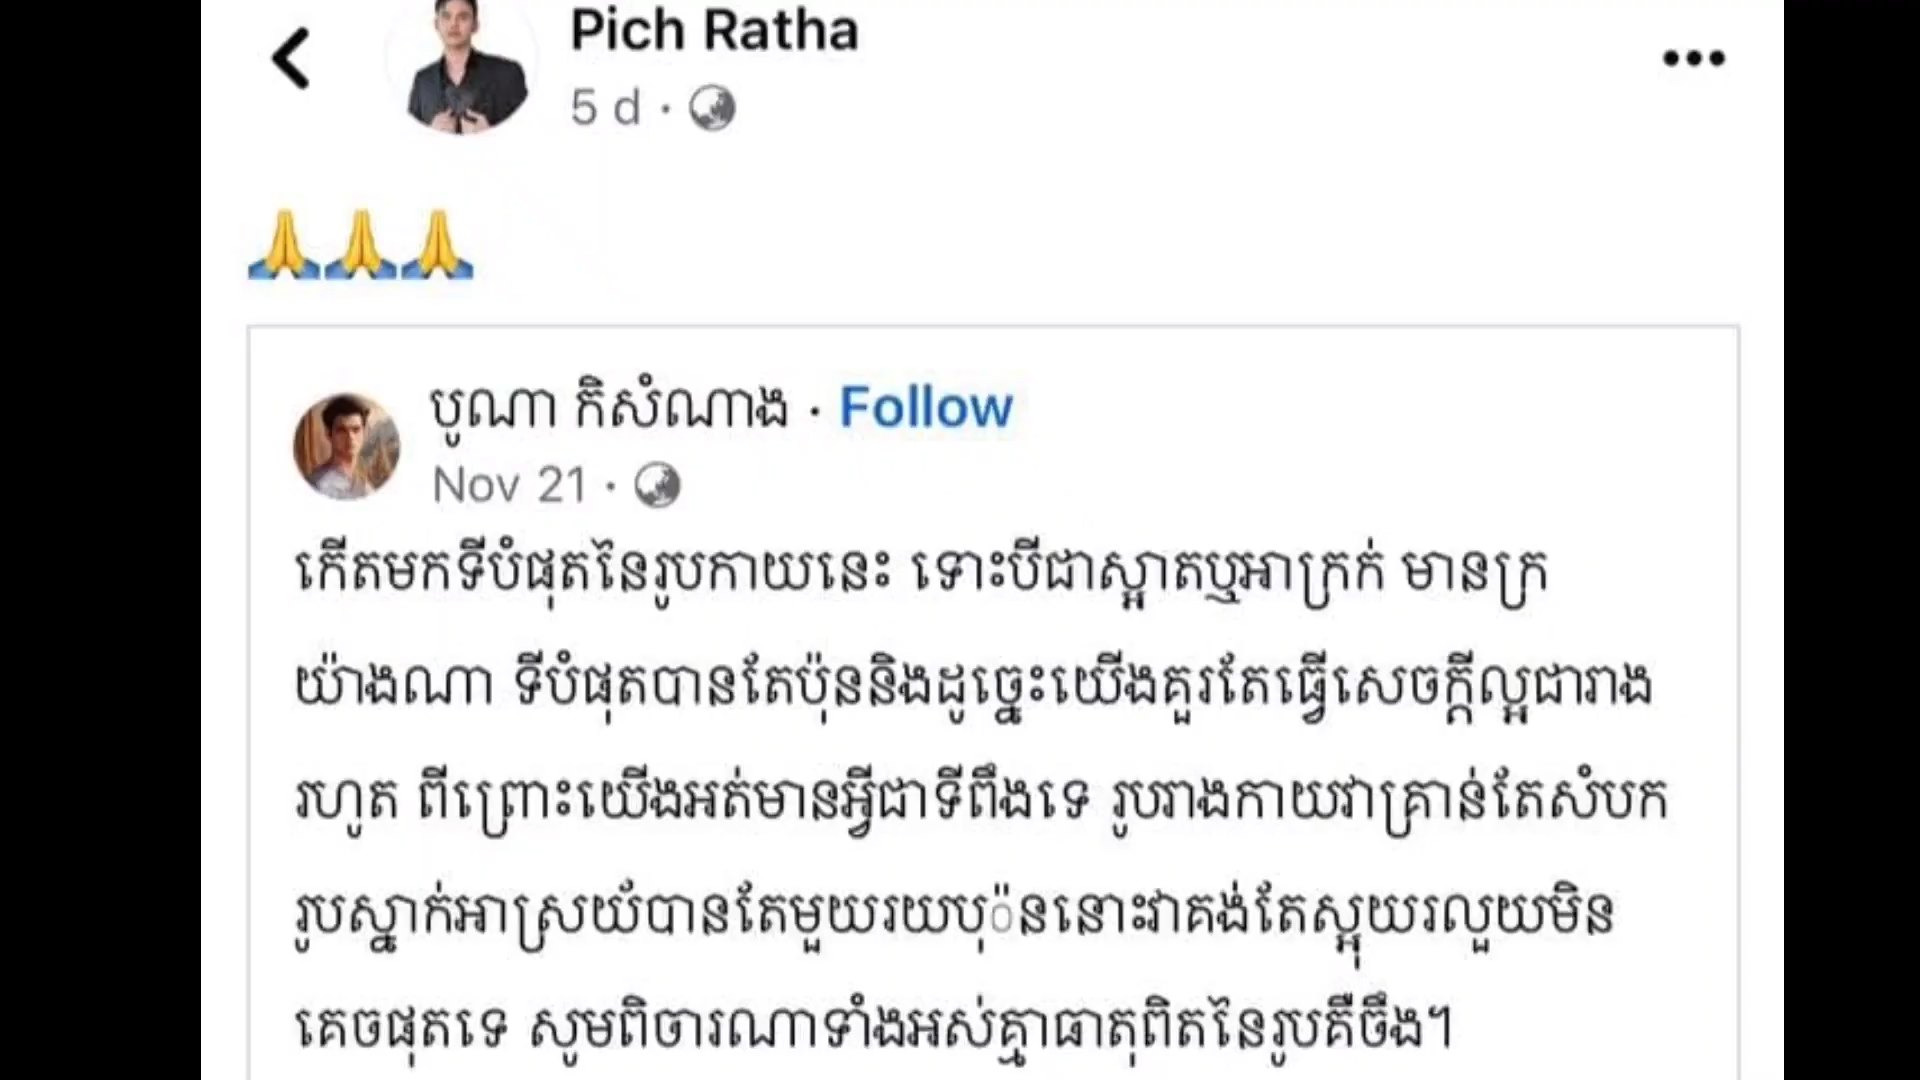 Pich Ratha
5 d ·
🙏🙏🙏
បូណា កិសំណាង · Follow
Nov 21 ·
កើតមកទីបំផុតនៃរូបកាយនេះ ទោះបីជាស្អាតឬអាក្រក់ មានក្រ
យ៉ាងណា ទីបំផុតបានតែប៉ុននិងដូច្នេះយើងគួរតែធ្វើសេចក្តីល្អជារាង
រហូត ពីព្រោះយើងអត់មានអ្វីជាទីពឹងទេ រូបរាងកាយវាគ្រាន់តែសំបក
រូបស្នាក់អាស្រយ័បានតែមួយរយបុ៉ននោះវាគង់តែស្អុយរលួយមិន
គេចផុតទេ សូមពិចារណាទាំងអស់គ្មាធាតុពិតនៃរូបគឺចឹង។